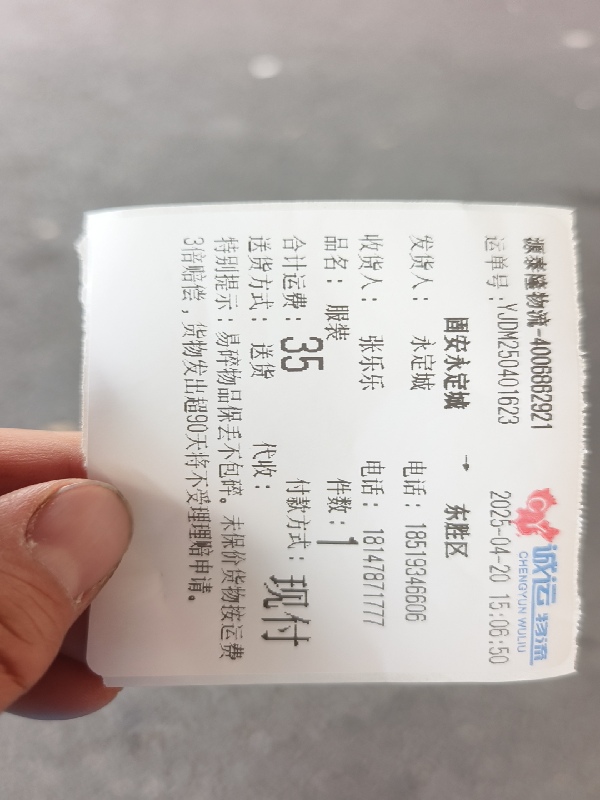 源泰隆物流-4006862921
诚运物流
CHENGYUN WULIU
运单号：YJDM250401623 2025-04-20 15:06:50
固安永定城 → 东胜区
发货人：永定城 电话：18519346606
收货人：张乐乐 电话：18147871777
品名：服装 件数：1
合计运费：35 付款方式：现付
送货方式：送货 代收：
特别提示：易碎物品保丢不包碎。未保价货物按运费
3倍赔偿，货物发出超90天将不受理理赔申请。